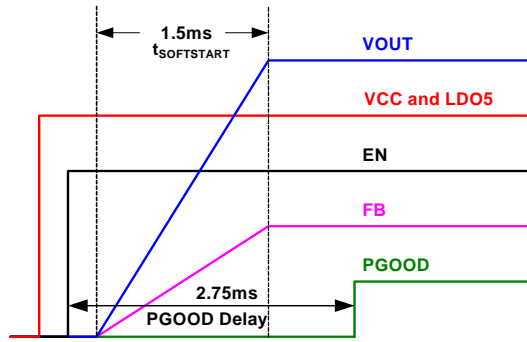 1.5ms
tSOFTSTART
VOUT
VCC and LDO5
EN
FB
PGOOD
2.75ms
PGOOD Delay